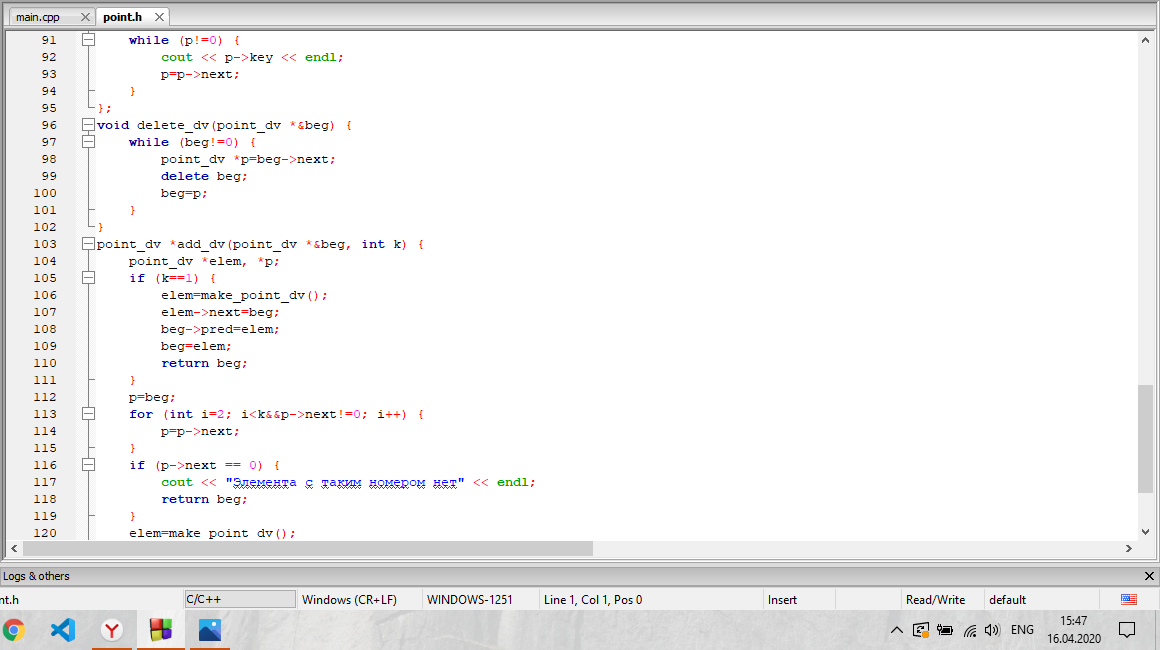 main.cpp point.h
91 while (p!=0) {
92 cout << p->key << endl;
93 p=p->next;
94 }
95 };
96 void delete_dv(point_dv *&beg) {
97 while (beg!=0) {
98 point_dv *p=beg->next;
99 delete beg;
100 beg=p;
101 }
102 }
103 point_dv *add_dv(point_dv *&beg, int k) {
104 point_dv *elem, *p;
105 if (k==1) {
106 elem=make_point_dv();
107 elem->next=beg;
108 beg->pred=elem;
109 beg=elem;
110 return beg;
111 }
112 p=beg;
113 for (int i=2; i<k&&p->next!=0; i++) {
114 p=p->next;
115 }
116 if (p->next == 0) {
117 cout << "Элемента с таким номером нет" << endl;
118 return beg;
119 }
120 elem=make_point_dv();
Logs & others
nt.h C/C++ Windows (CR+LF) WINDOWS-1251 Line 1, Col 1, Pos 0 Insert Read/Write default
ENG 15:47
16.04.2020